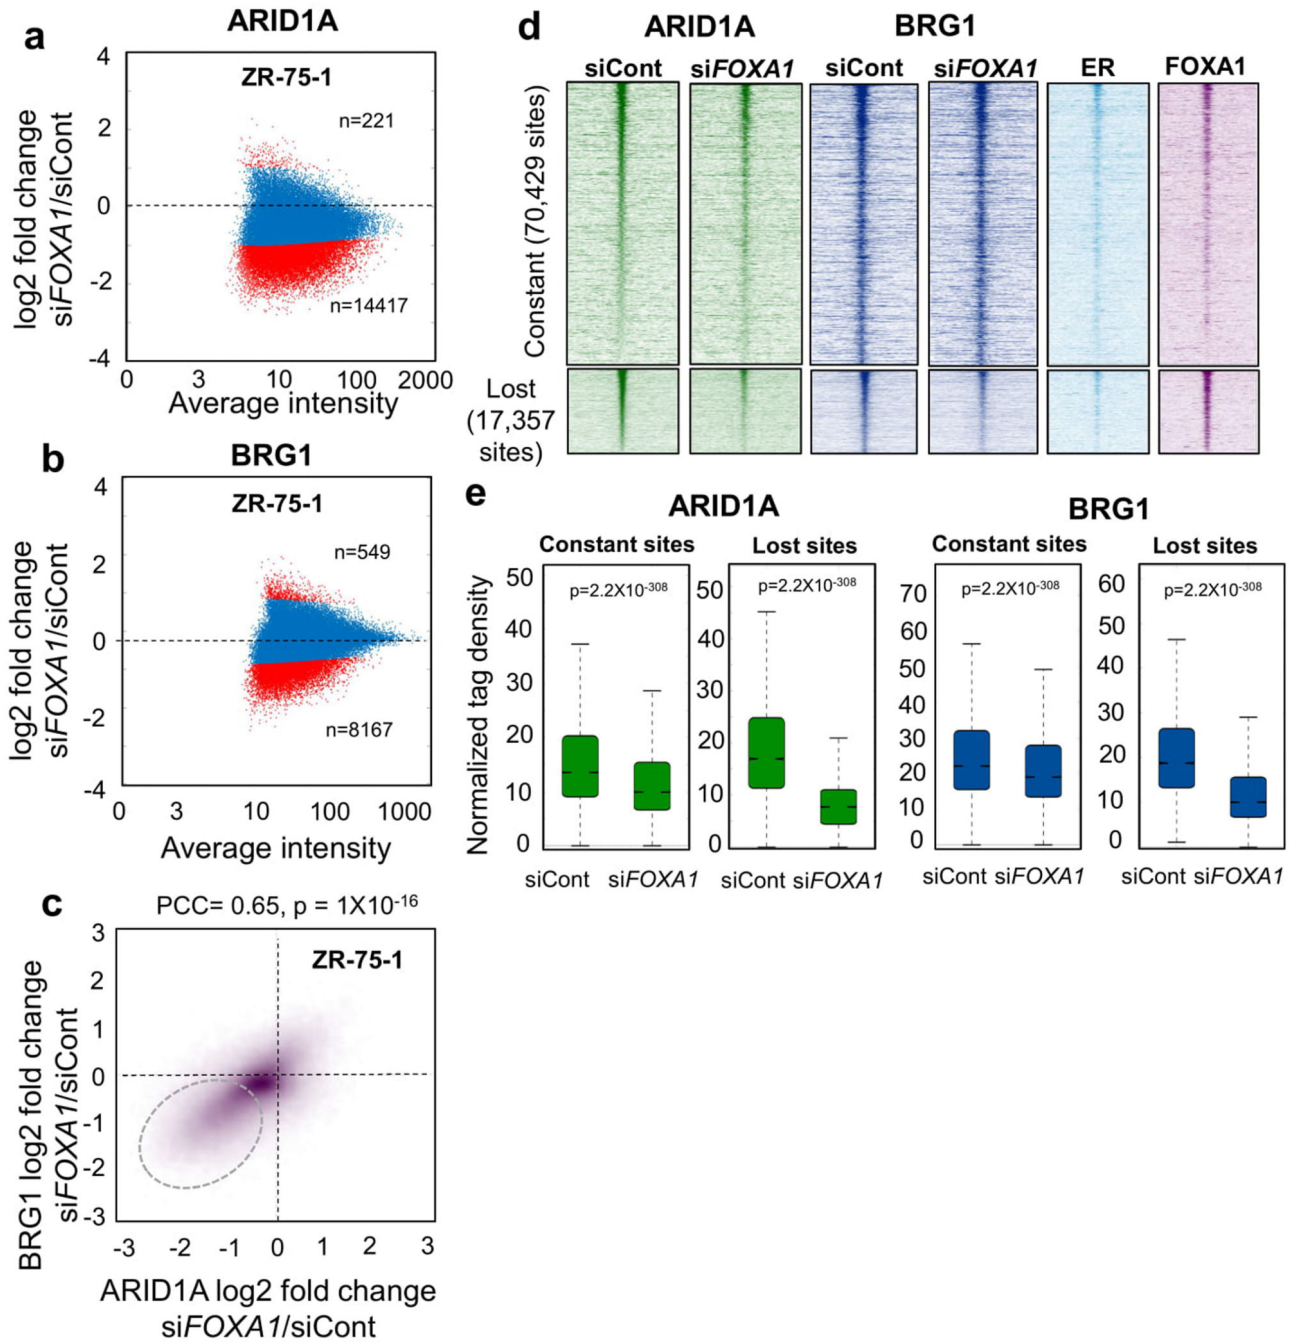 a
ARID1A
ZR-75-1
n=221
n=14417
4
2
0
-2
-4
0 3 10 100 2000
log2 fold change
siFOXA1/siCont
Average intensity
b
BRG1
ZR-75-1
n=549
n=8167
4
2
0
-2
-4
0 3 10 100 1000
log2 fold change
siFOXA1/siCont
Average intensity
c
PCC= 0.65, p = 1X10-16
ZR-75-1
3
2
1
0
-1
-2
-3
-3 -2 -1 0 1 2 3
BRG1 log2 fold change
siFOXA1/siCont
ARID1A log2 fold change
siFOXA1/siCont
d
ARID1A BRG1
siCont siFOXA1 siCont siFOXA1 ER FOXA1
Constant (70,429 sites)
Lost
(17,357
sites)
e
ARID1A BRG1
Constant sites Lost sites Constant sites Lost sites
p=2.2X10-308 p=2.2X10-308 p=2.2X10-308 p=2.2X10-308
Normalized tag density
50
40
30
20
10
0
50
40
30
20
10
0
70
60
50
40
30
20
10
0
60
50
40
30
20
10
0
siCont siFOXA1 siCont siFOXA1 siCont siFOXA1 siCont siFOXA1